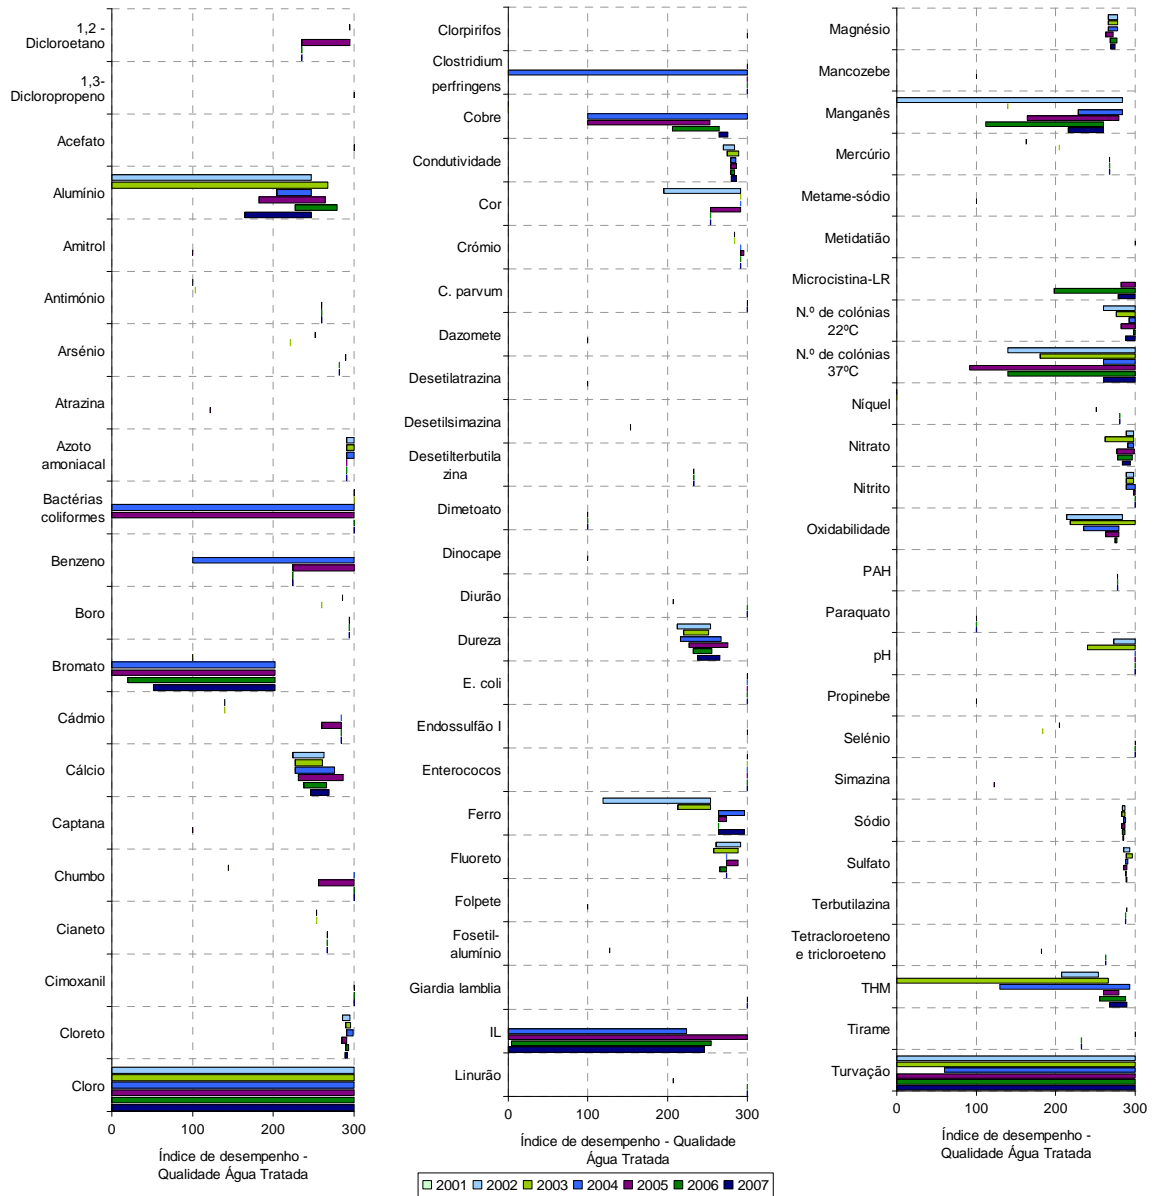 1,2 -
Dicloroetano
1,3-
Dicloropropeno
Acefato
Alumínio
Amitrol
Antimónio
Arsénio
Atrazina
Azoto
amoniacal
Bactérias
coliformes
Benzeno
Boro
Bromato
Cádmio
Cálcio
Captana
Chumbo
Cianeto
Cimoxanil
Cloreto
Cloro
0 100 200 300
Índice de desempenho -
Qualidade Água Tratada
Clorpirifos
Clostridium
perfringens
Cobre
Condutividade
Cor
Crómio
C. parvum
Dazomete
Desetilatrazina
Desetilsimazina
Desetilterbutila
zina
Dimetoato
Dinocape
Diurão
Dureza
E. coli
Endossulfão I
Enterococos
Ferro
Fluoreto
Folpete
Fosetil-
alumínio
Giardia lamblia
IL
Linurão
0 100 200 300
Índice de desempenho - Qualidade
Água Tratada
Magnésio
Mancozebe
Manganês
Mercúrio
Metame-sódio
Metidatião
Microcistina-LR
N.º de colónias
22ºC
N.º de colónias
37ºC
Níquel
Nitrato
Nitrito
Oxidabilidade
PAH
Paraquato
pH
Propinebe
Selénio
Simazina
Sódio
Sulfato
Terbutilazina
Tetracloroeteno
e tricloroeteno
THM
Tirame
Turvação
0 100 200 300
Índice de desempenho -
Qualidade Água Tratada
2001 2002 2003 2004 2005 2006 2007